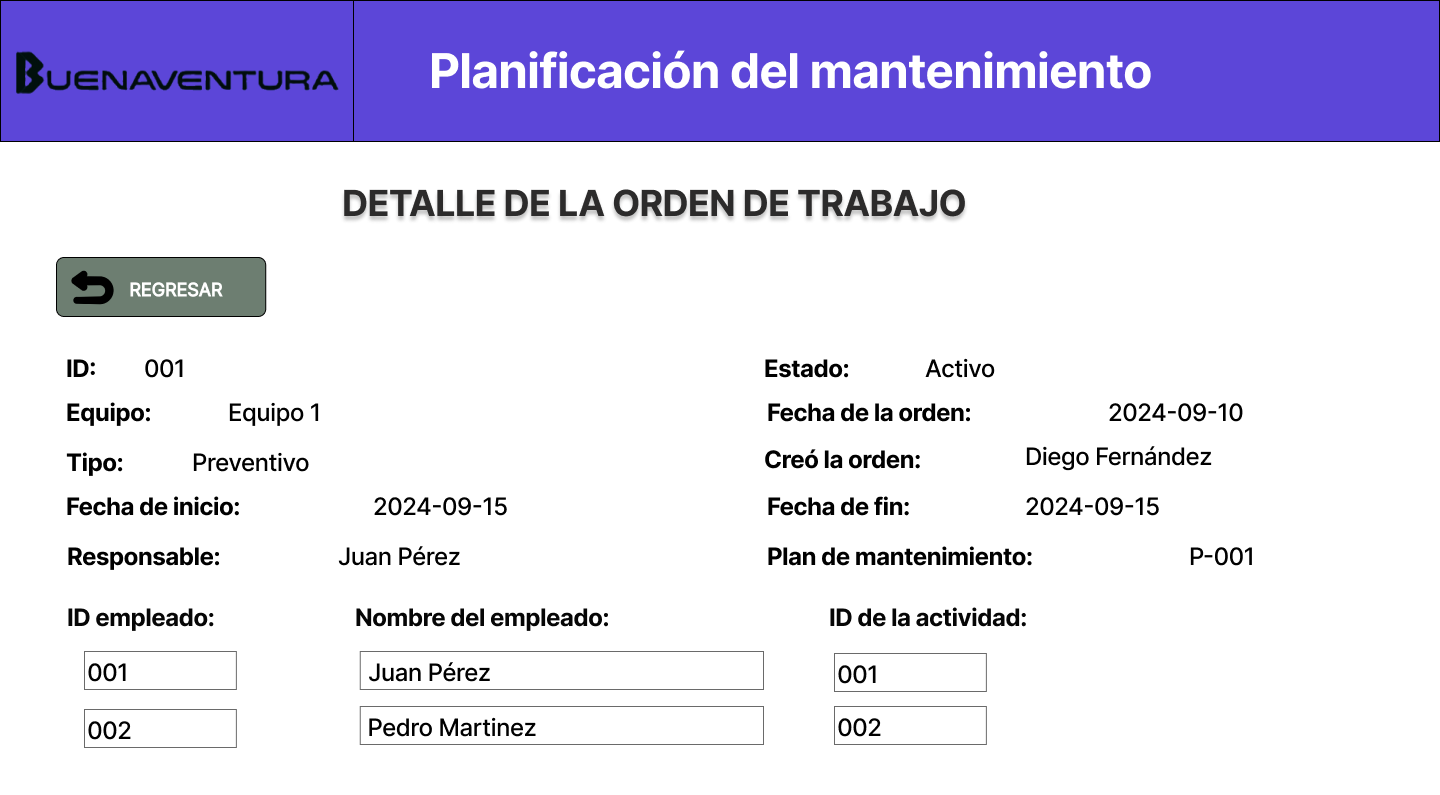 BUENAVENTURA
Planificación del mantenimiento
DETALLE DE LA ORDEN DE TRABAJO
REGRESAR
ID: 001
Estado: Activo
Equipo: Equipo 1
Fecha de la orden: 2024-09-10
Tipo: Preventivo
Creó la orden: Diego Fernández
Fecha de inicio: 2024-09-15
Fecha de fin: 2024-09-15
Responsable: Juan Pérez
Plan de mantenimiento: P-001
ID empleado: Nombre del empleado: ID de la actividad:
001 Juan Pérez 001
002 Pedro Martinez 002